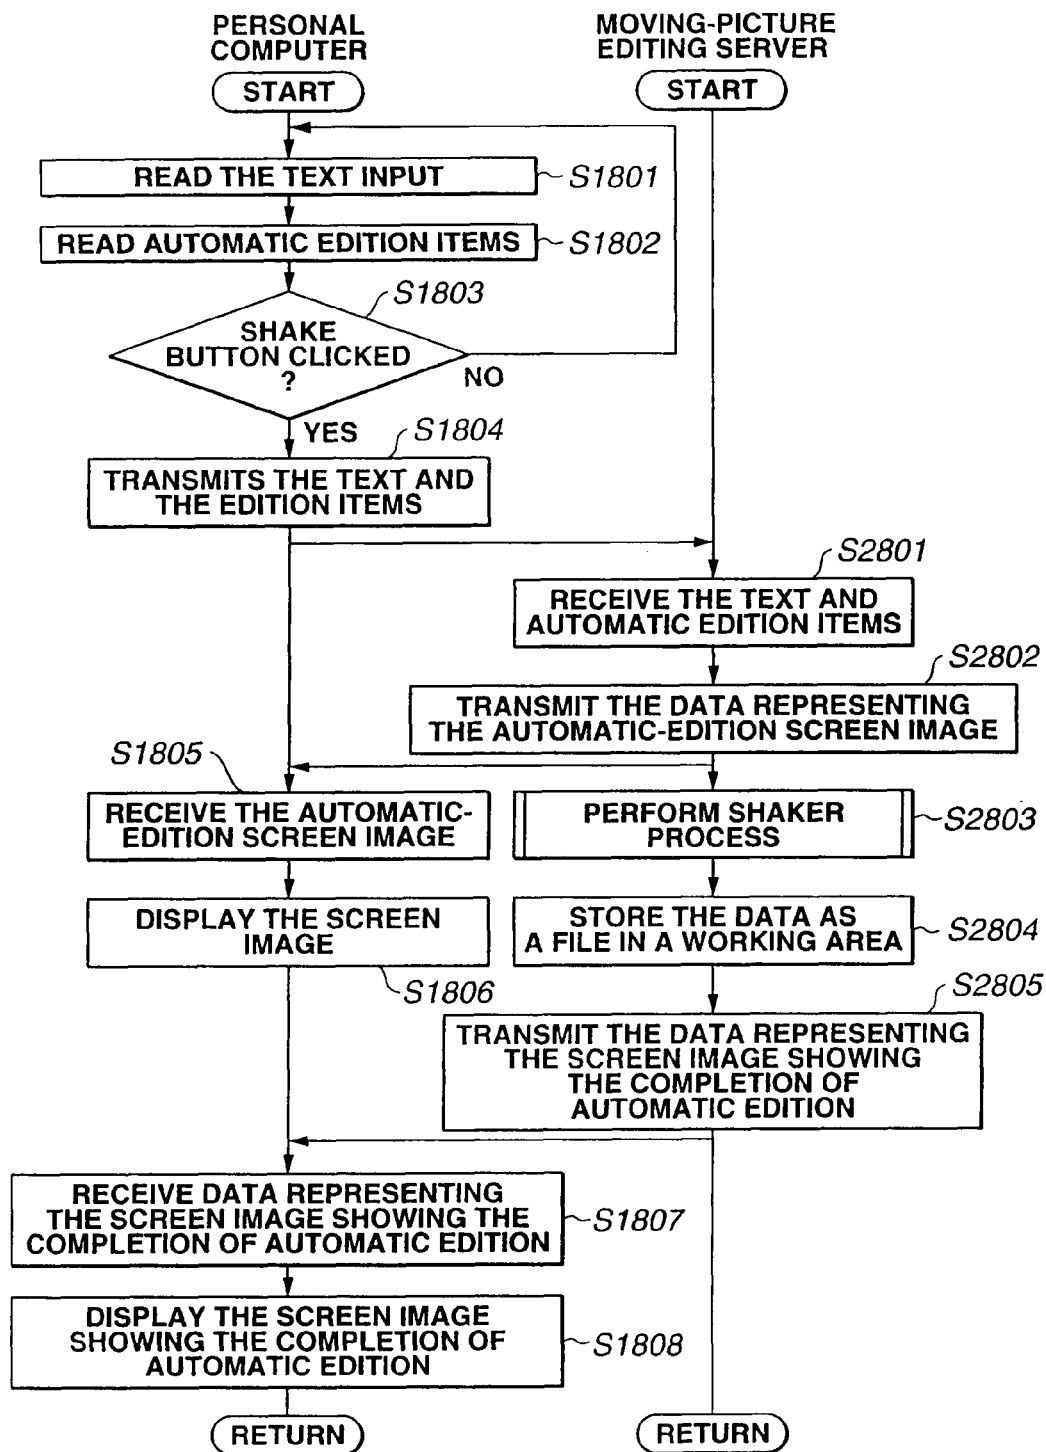 PERSONAL
COMPUTER
MOVING-PICTURE
EDITING SERVER
START
START
READ THE TEXT INPUT
S1801
READ AUTOMATIC EDITION ITEMS
S1802
S1803
SHAKE
BUTTON CLICKED
?
NO
YES
S1804
TRANSMITS THE TEXT AND
THE EDITION ITEMS
S2801
RECEIVE THE TEXT AND
AUTOMATIC EDITION ITEMS
S2802
TRANSMIT THE DATA REPRESENTING
THE AUTOMATIC-EDITION SCREEN IMAGE
S1805
RECEIVE THE AUTOMATIC-
EDITION SCREEN IMAGE
PERFORM SHAKER
PROCESS
S2803
DISPLAY THE SCREEN
IMAGE
S1806
STORE THE DATA AS
A FILE IN A WORKING AREA
S2804
S2805
TRANSMIT THE DATA REPRESENTING
THE SCREEN IMAGE SHOWING
THE COMPLETION OF
AUTOMATIC EDITION
RECEIVE DATA REPRESENTING
THE SCREEN IMAGE SHOWING THE
COMPLETION OF AUTOMATIC EDITION
S1807
DISPLAY THE SCREEN IMAGE
SHOWING THE COMPLETION OF
AUTOMATIC EDITION
S1808
RETURN
RETURN